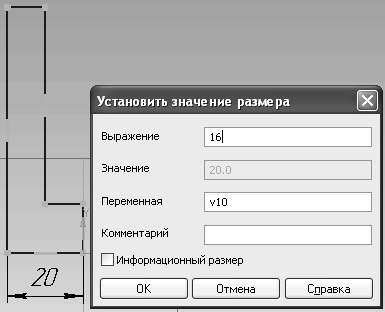 Установить значение размера
Выражение 16
Значение 20.0
Переменная v10
Комментарий
Информационный размер
OK Отмена Справка
20